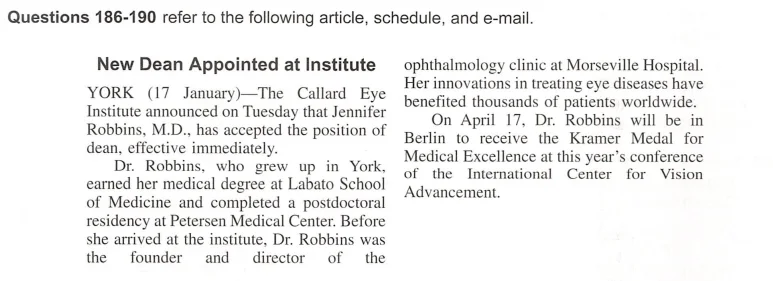 Questions 186-190 refer to the following article, schedule, and e-mail.
New Dean Appointed at Institute
YORK (17 January)—The Callard Eye
Institute announced on Tuesday that Jennifer
Robbins, M.D., has accepted the position of
dean, effective immediately.
Dr. Robbins, who grew up in York,
earned her medical degree at Labato School
of Medicine and completed a postdoctoral
residency at Petersen Medical Center. Before
she arrived at the institute, Dr. Robbins was
the founder and director of the
ophthalmology clinic at Morseville Hospital.
Her innovations in treating eye diseases have
benefited thousands of patients worldwide.
On April 17, Dr. Robbins will be in
Berlin to receive the Kramer Medal for
Medical Excellence at this year's conference
of the International Center for Vision
Advancement.